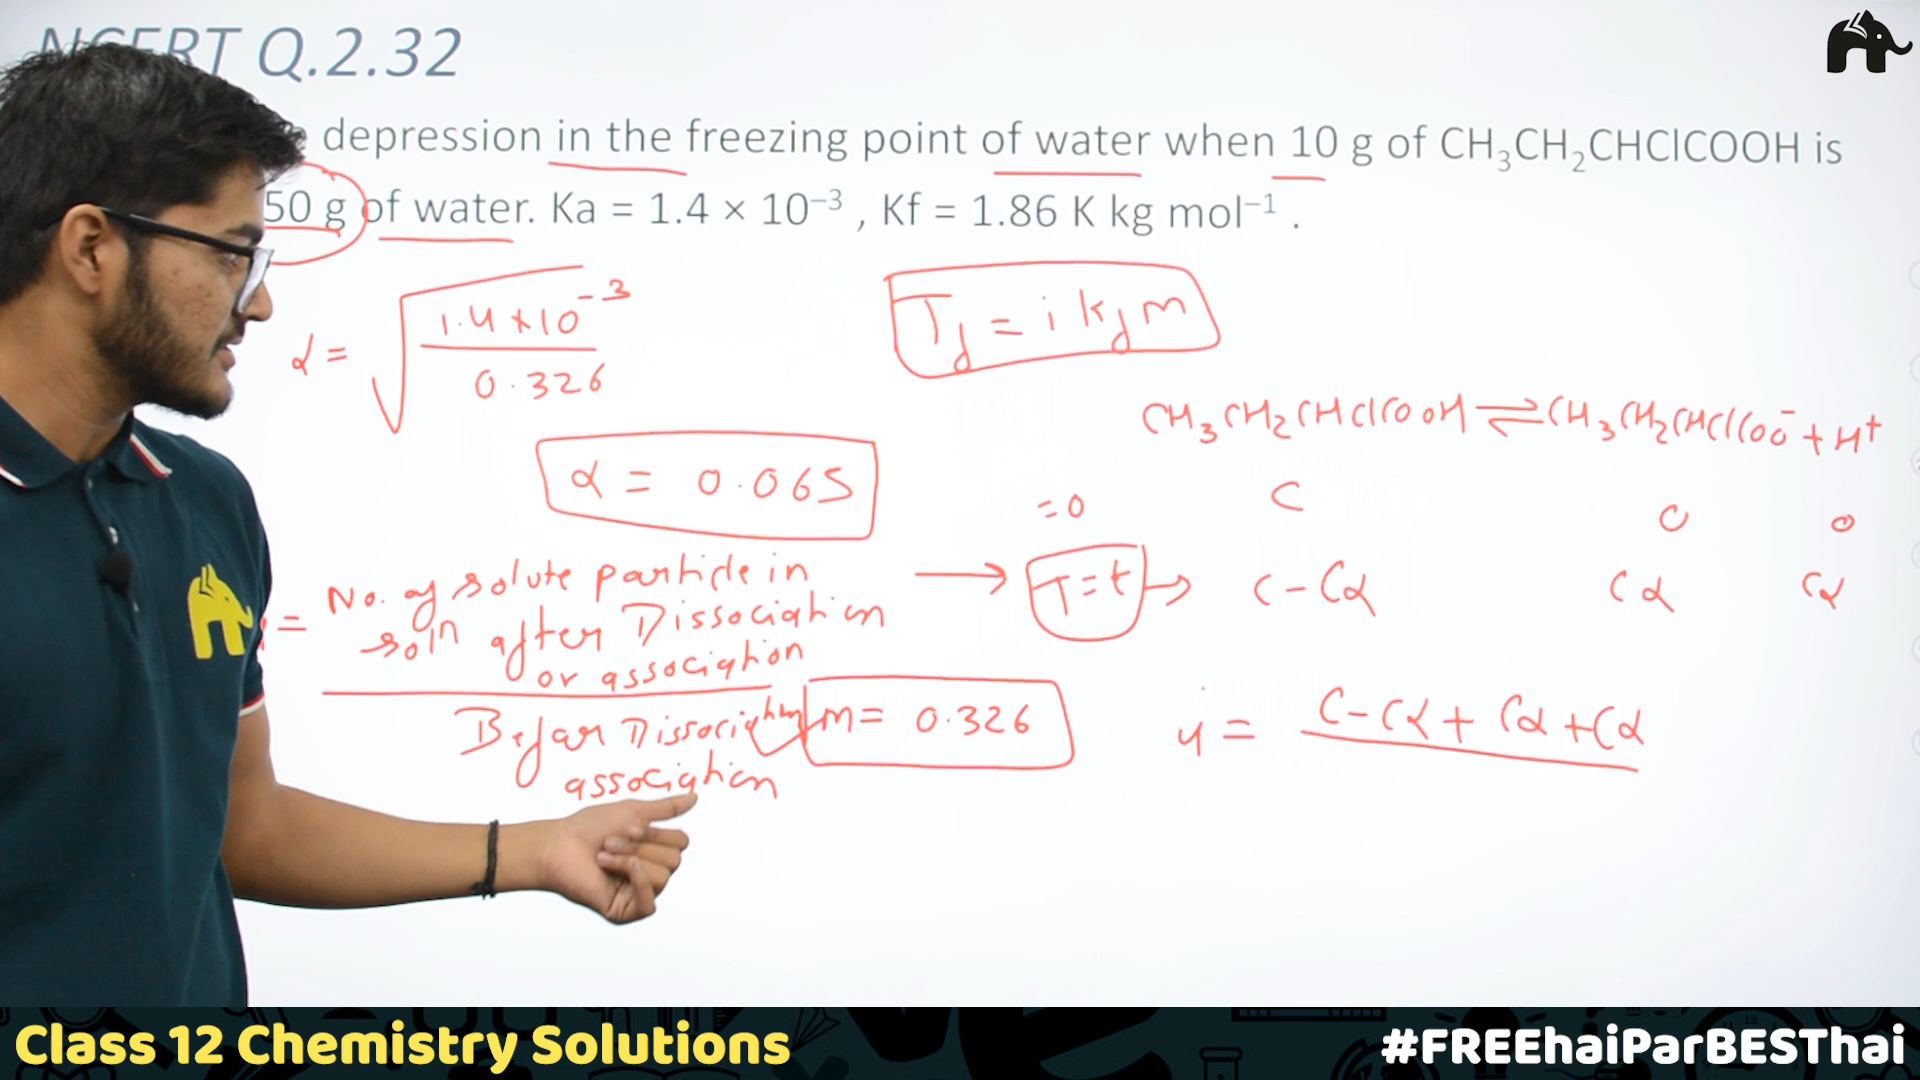 NCERT Q.2.32
depression in the freezing point of water when 10 g of CH₃CH₂CHClCOOH is
50 g of water. Ka = 1.4 × 10⁻³ , Kf = 1.86 K kg mol⁻¹ .
α = √(1.4×10⁻³ / 0.326)
T_f = i k_f m
CH₃CH₂CHClCOOH ⇌ CH₃CH₂CHClCOO⁻ + H⁺
α = 0.065
=0 C 0 0
→ T=t → C-Cα Cα Cα
= No. of solute particle in
solⁿ after Dissociation
or association
Befor Dissociation
association
m = 0.326
i = C-Cα + Cα + Cα
Class 12 Chemistry Solutions
#FREEhaiParBESThai